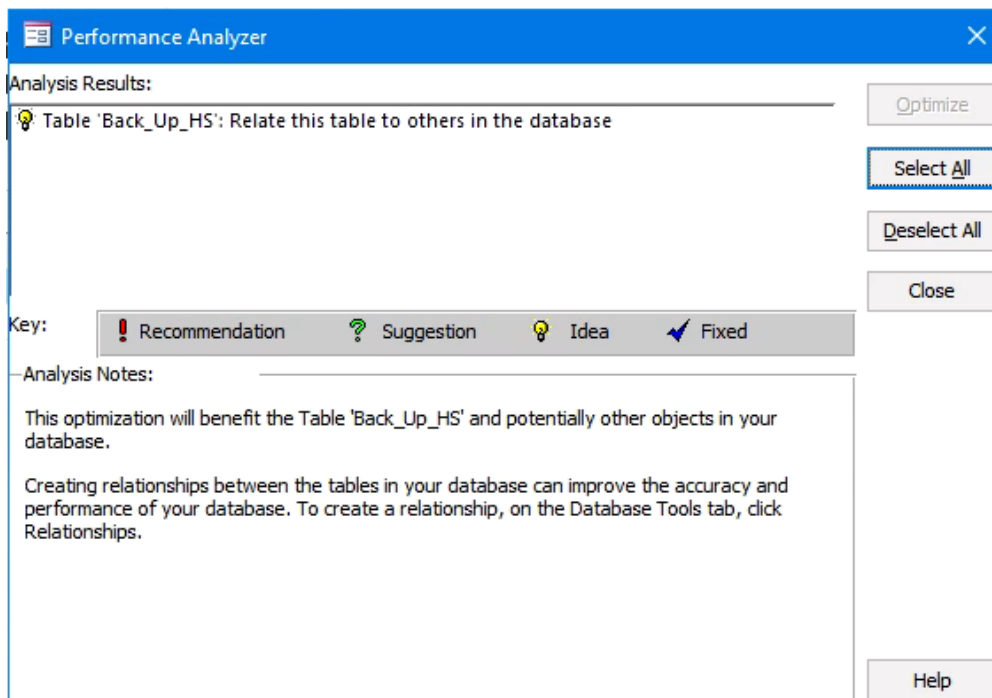 Performance Analyzer
Analysis Results:
Table 'Back_Up_HS': Relate this table to others in the database
Optimize
Select All
Deselect All
Close
Key:
Recommendation
Suggestion
Idea
Fixed
Analysis Notes:
This optimization will benefit the Table 'Back_Up_HS' and potentially other objects in your
database.
Creating relationships between the tables in your database can improve the accuracy and
performance of your database. To create a relationship, on the Database Tools tab, click
Relationships.
Help